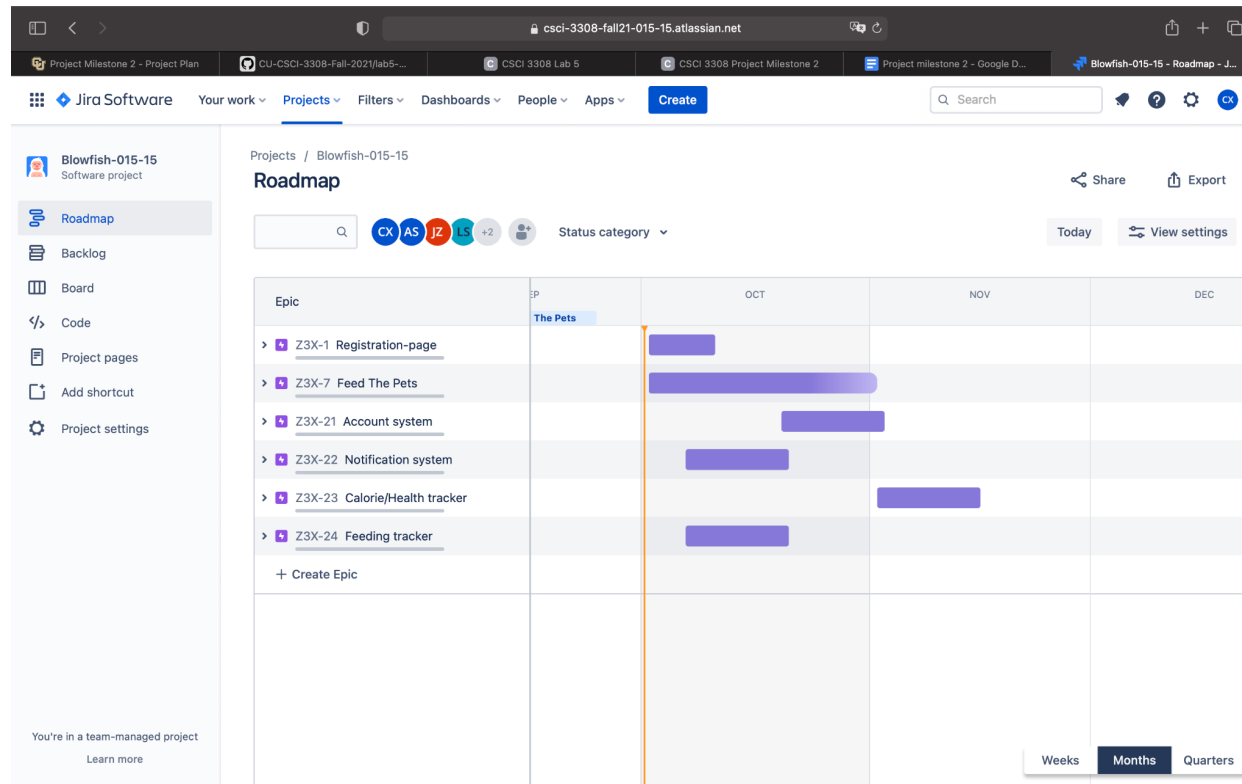 csci-3308-fall21-015-15.atlassian.net
Project Milestone 2 - Project Plan
CU-CSCI-3308-Fall-2021/lab5-...
C CSCI 3308 Lab 5
C CSCI 3308 Project Milestone 2
Project milestone 2 - Google D...
Blowfish-015-15 - Roadmap - J...
Jira Software
Your work
Projects
Filters
Dashboards
People
Apps
Create
Search
CX
Blowfish-015-15
Software project
Roadmap
Backlog
Board
Code
Project pages
Add shortcut
Project settings
You're in a team-managed project
Learn more
Projects / Blowfish-015-15
Roadmap
Share
Export
CX AS JZ LS +2
Status category
Today
View settings
Epic
EP
OCT
NOV
DEC
The Pets
Z3X-1 Registration-page
Z3X-7 Feed The Pets
Z3X-21 Account system
Z3X-22 Notification system
Z3X-23 Calorie/Health tracker
Z3X-24 Feeding tracker
+ Create Epic
Weeks
Months
Quarters